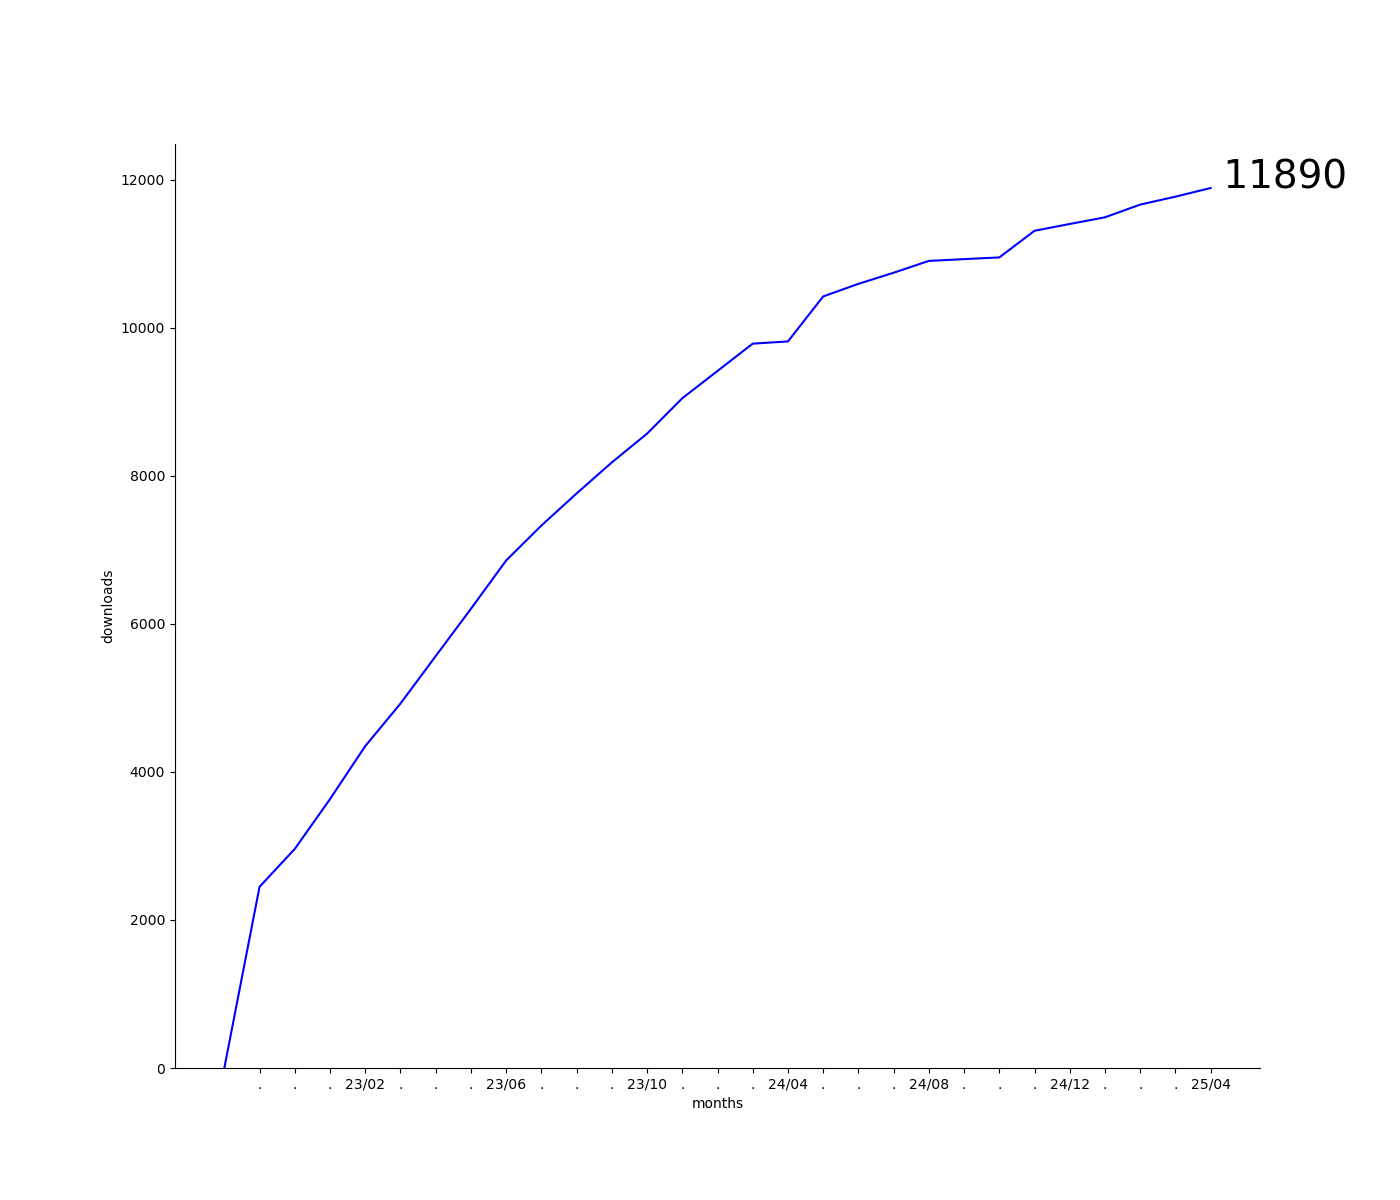 11890
12000
10000
8000
6000
4000
2000
0
downloads
. . . 23/02 . . . 23/06 . . . 23/10 . . . 24/04 . . . 24/08 . . . 24/12 . . . 25/04
months